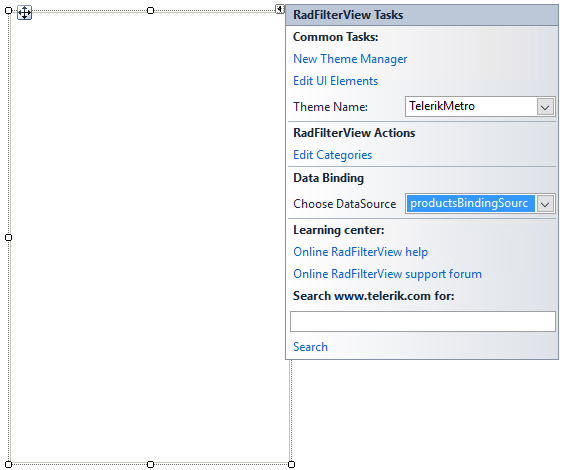 RadFilterView Tasks
Common Tasks:
New Theme Manager
Edit UI Elements
Theme Name: TelerikMetro
RadFilterView Actions
Edit Categories
Data Binding
Choose DataSource productsBindingSourc
Learning center:
Online RadFilterView help
Online RadFilterView support forum
Search www.telerik.com for:
Search